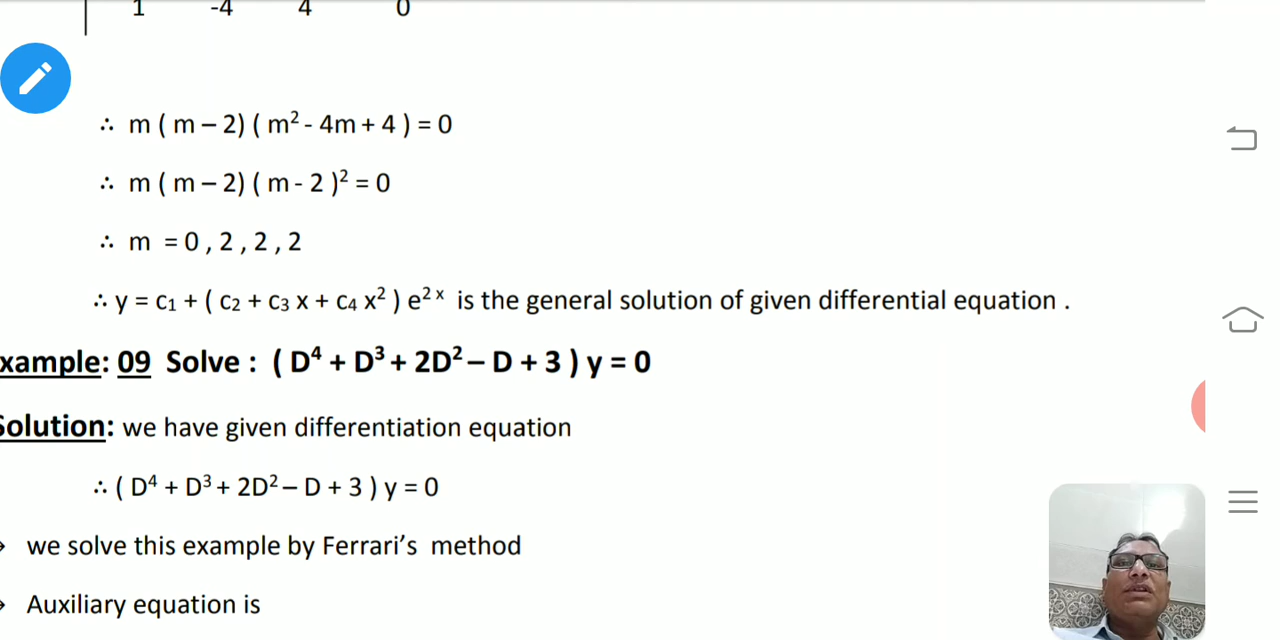 1 -4 4 0
∴ m ( m – 2) ( m² - 4m + 4 ) = 0
∴ m ( m – 2) ( m - 2 )² = 0
∴ m = 0 , 2 , 2 , 2
∴ y = c₁ + ( c₂ + c₃ x + c₄ x² ) e² ˣ is the general solution of given differential equation .
xample: 09 Solve : ( D⁴ + D³ + 2D² – D + 3 ) y = 0
Solution: we have given differentiation equation
∴ ( D⁴ + D³ + 2D² – D + 3 ) y = 0
we solve this example by Ferrari’s method
Auxiliary equation is